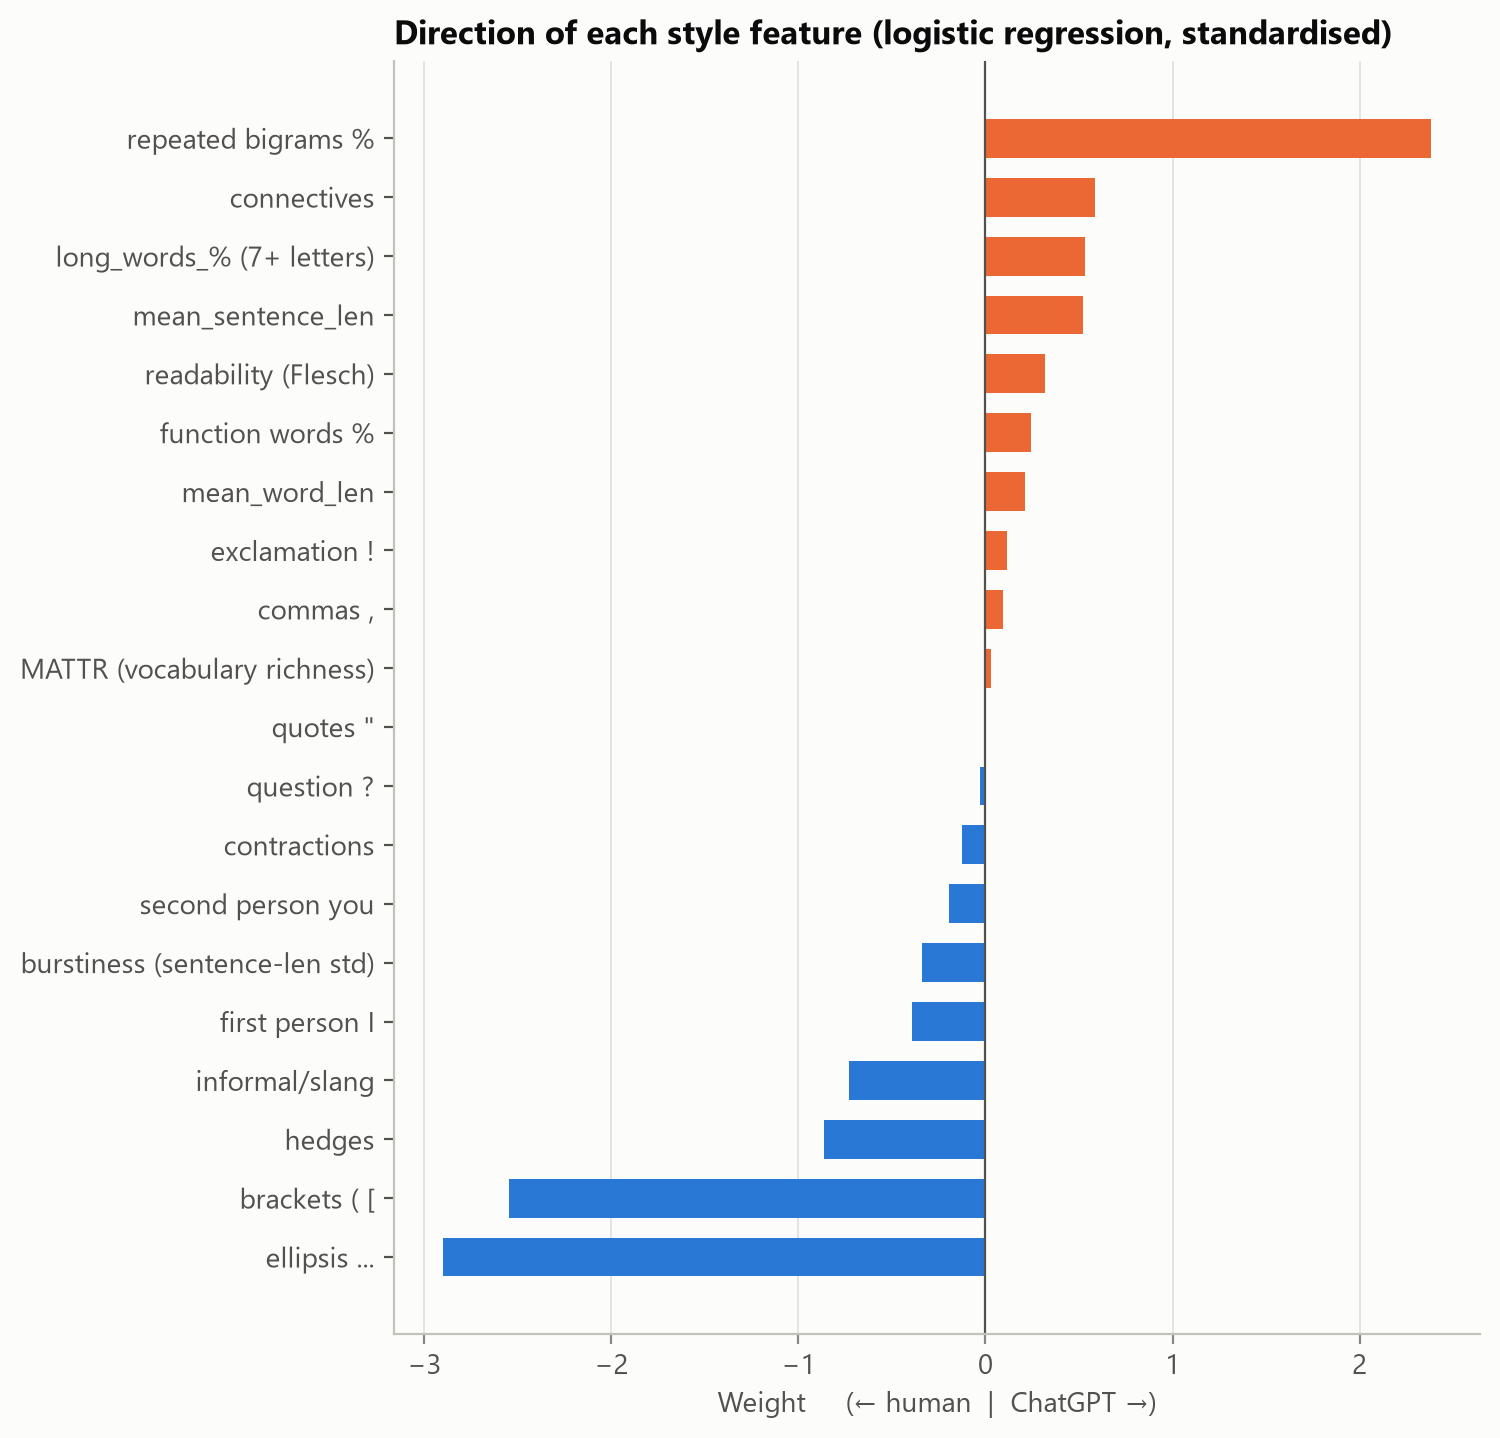 Direction of each style feature (logistic regression, standardised)
repeated bigrams %
connectives
long_words_% (7+ letters)
mean_sentence_len
readability (Flesch)
function words %
mean_word_len
exclamation !
commas ,
MATTR (vocabulary richness)
quotes "
question ?
contractions
second person you
burstiness (sentence-len std)
first person I
informal/slang
hedges
brackets ( [
ellipsis ...
−3 −2 −1 0 1 2
Weight (← human | ChatGPT →)